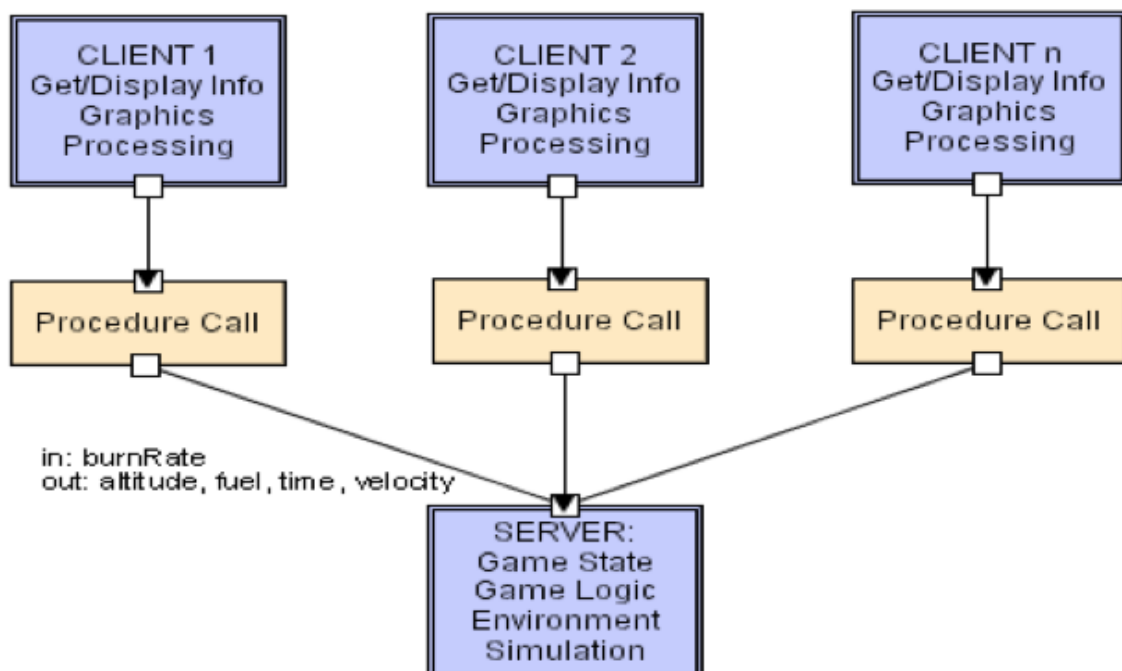 CLIENT 1
Get/Display Info
Graphics
Processing
CLIENT 2
Get/Display Info
Graphics
Processing
CLIENT n
Get/Display Info
Graphics
Processing
Procedure Call
Procedure Call
Procedure Call
in: burnRate
out: altitude, fuel, time, velocity
SERVER:
Game State
Game Logic
Environment
Simulation